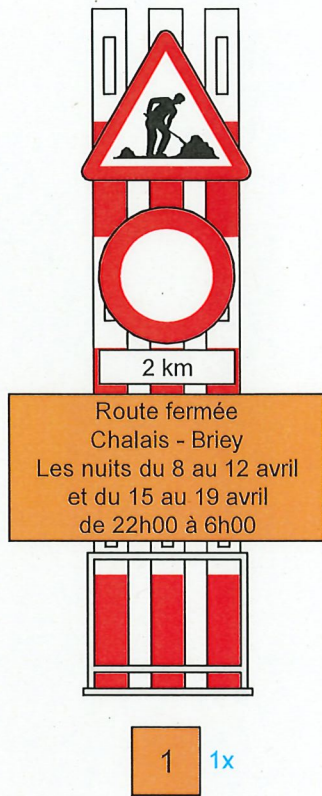 2 km
Route fermée
Chalais - Briey
Les nuits du 8 au 12 avril
et du 15 au 19 avril
de 22h00 à 6h00
1 1x